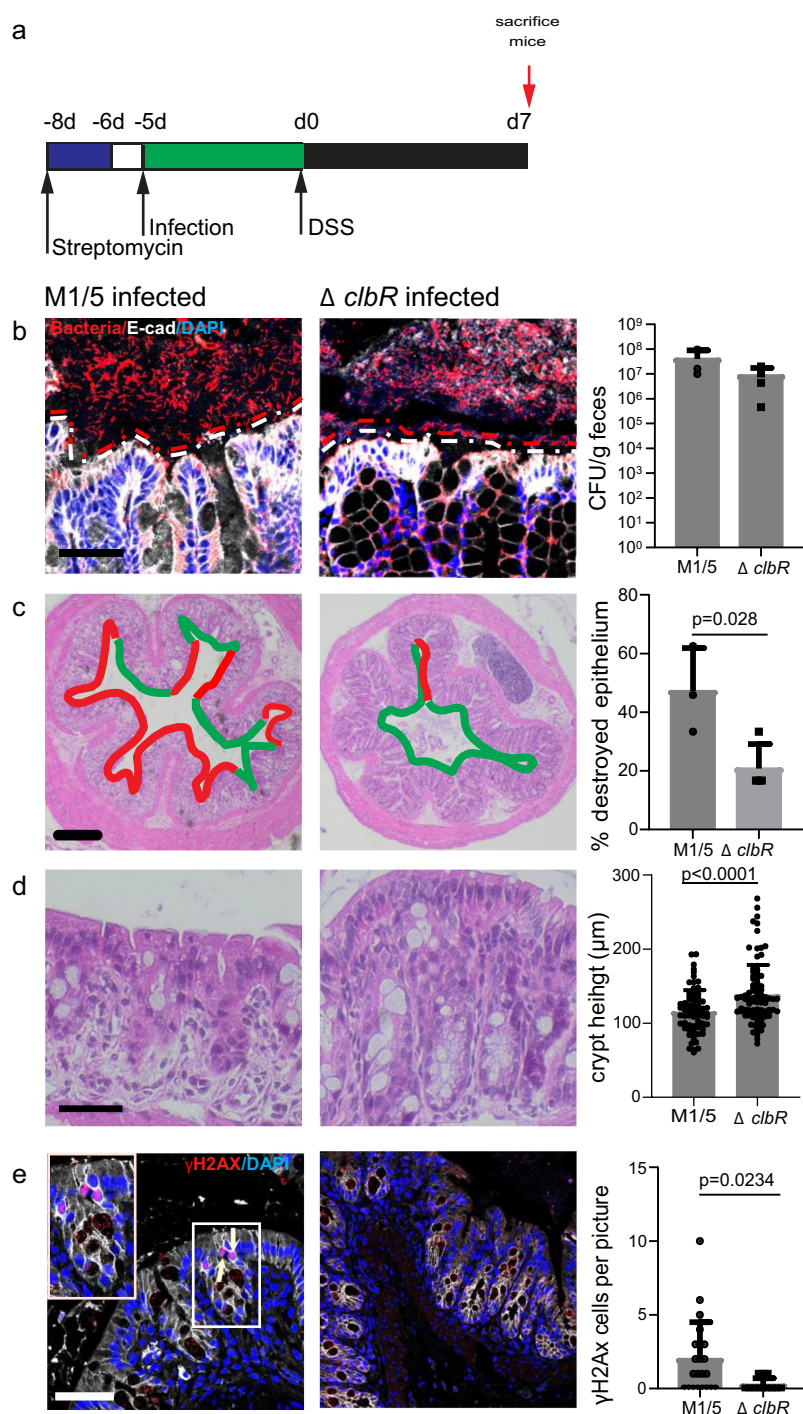 a
sacrifice
mice
-8d -6d -5d d0 d7
Infection
DSS
Streptomycin
M1/5 infected
Δ clbR infected
b
Bacteria/E-cad/DAPI
CFU/g feces
10⁹
10⁸
10⁷
10⁶
10⁵
10⁴
10³
10²
10¹
10⁰
M1/5
Δ clbR
c
% destroyed epithelium
80
60
40
20
0
p=0.028
M1/5
Δ clbR
d
crypt heihgt (µm)
300
200
100
0
p<0.0001
M1/5
Δ clbR
e
γH2AX/DAPI
γH2Ax cells per picture
15
10
5
0
p=0.0234
M1/5
Δ clbR